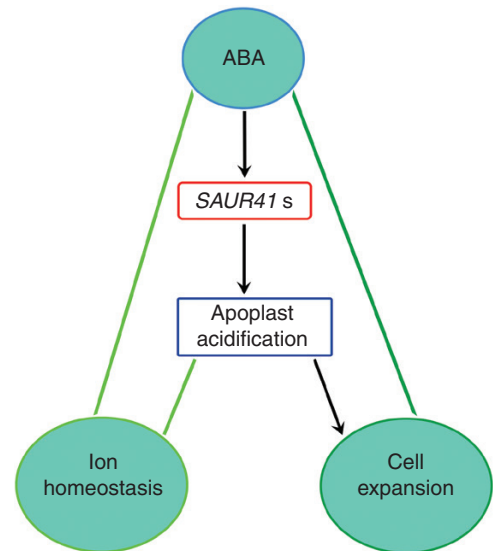 ABA
SAUR41 s
Apoplast
acidification
Ion
homeostasis
Cell
expansion